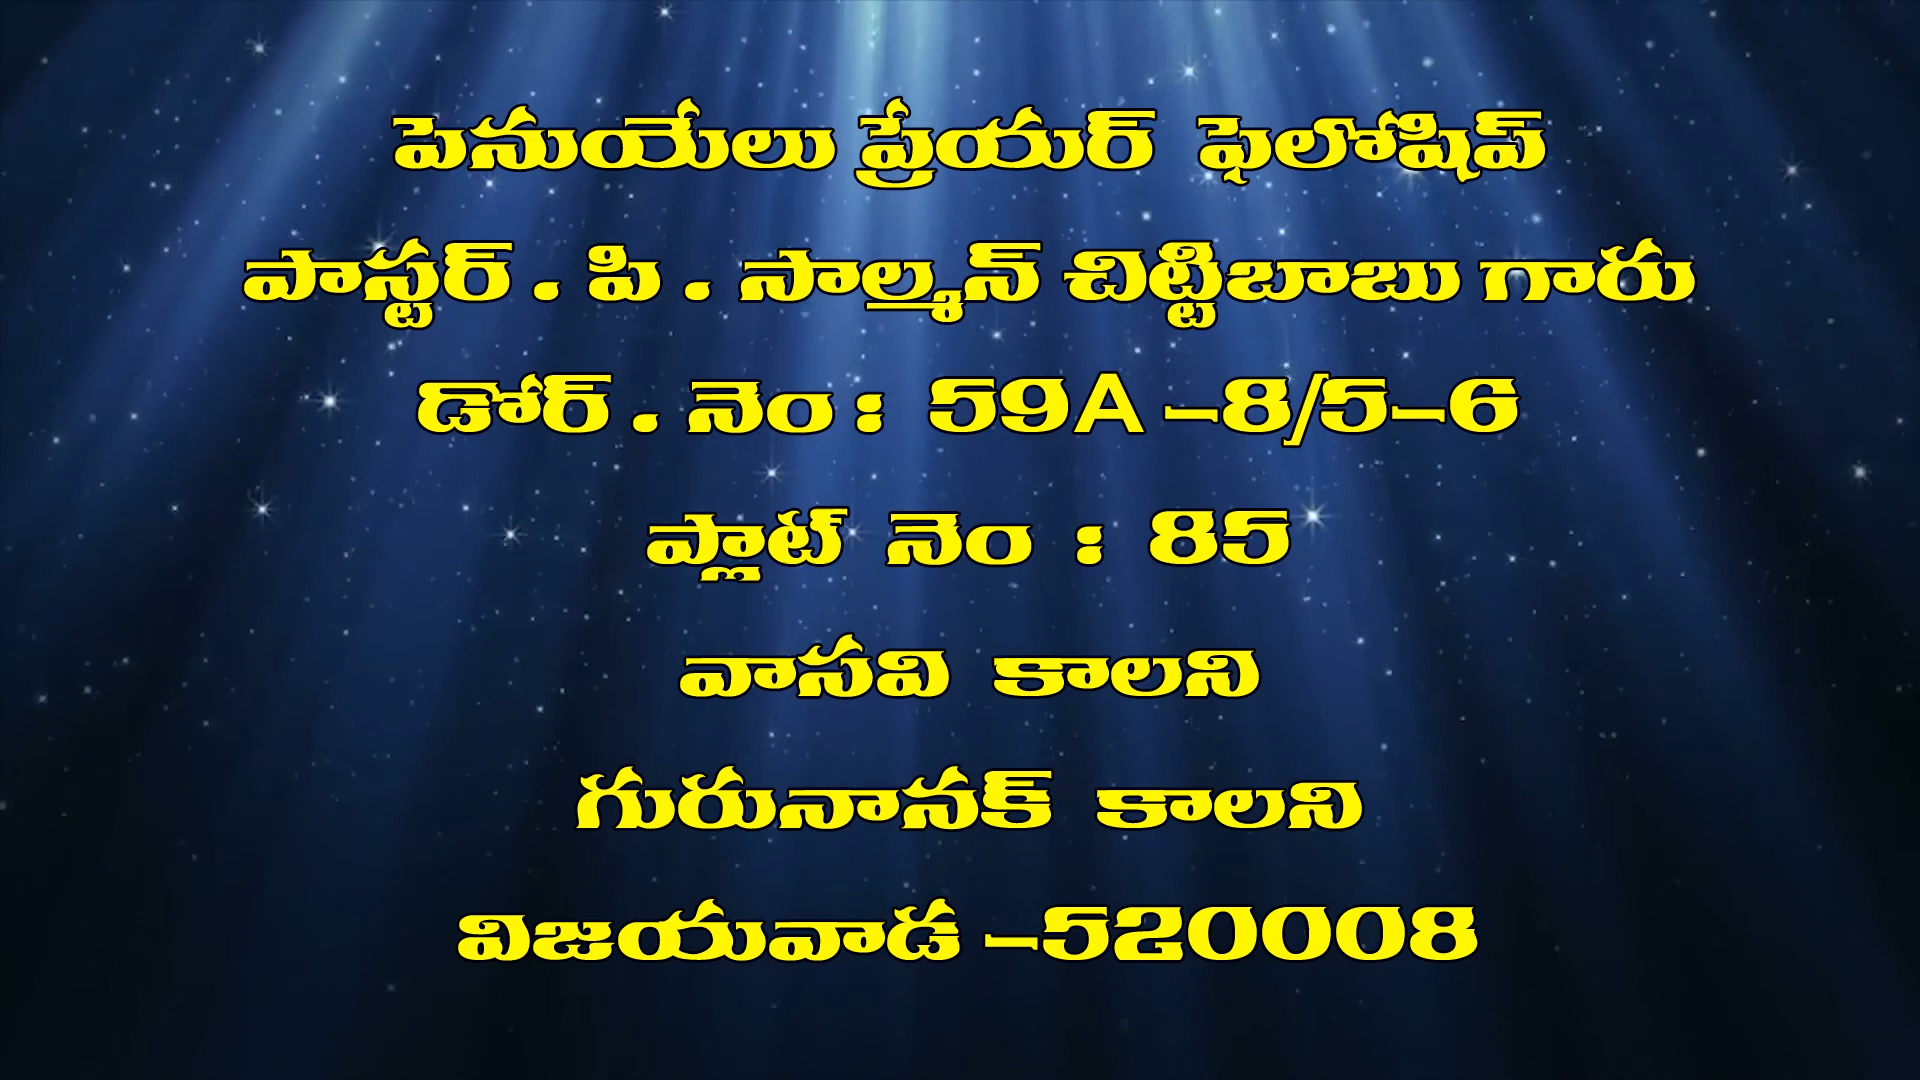 పెనుయేలు ప్రేయర్ ఫెలోషిప్
పాస్టర్ . పి . సాల్మన్ చిట్టిబాబు గారు
డోర్ . నెం : 59A -8/5-6
ప్లాట్ నెం : 85
వాసవి కాలని
గురునానక్ కాలని
విజయవాడ -520008